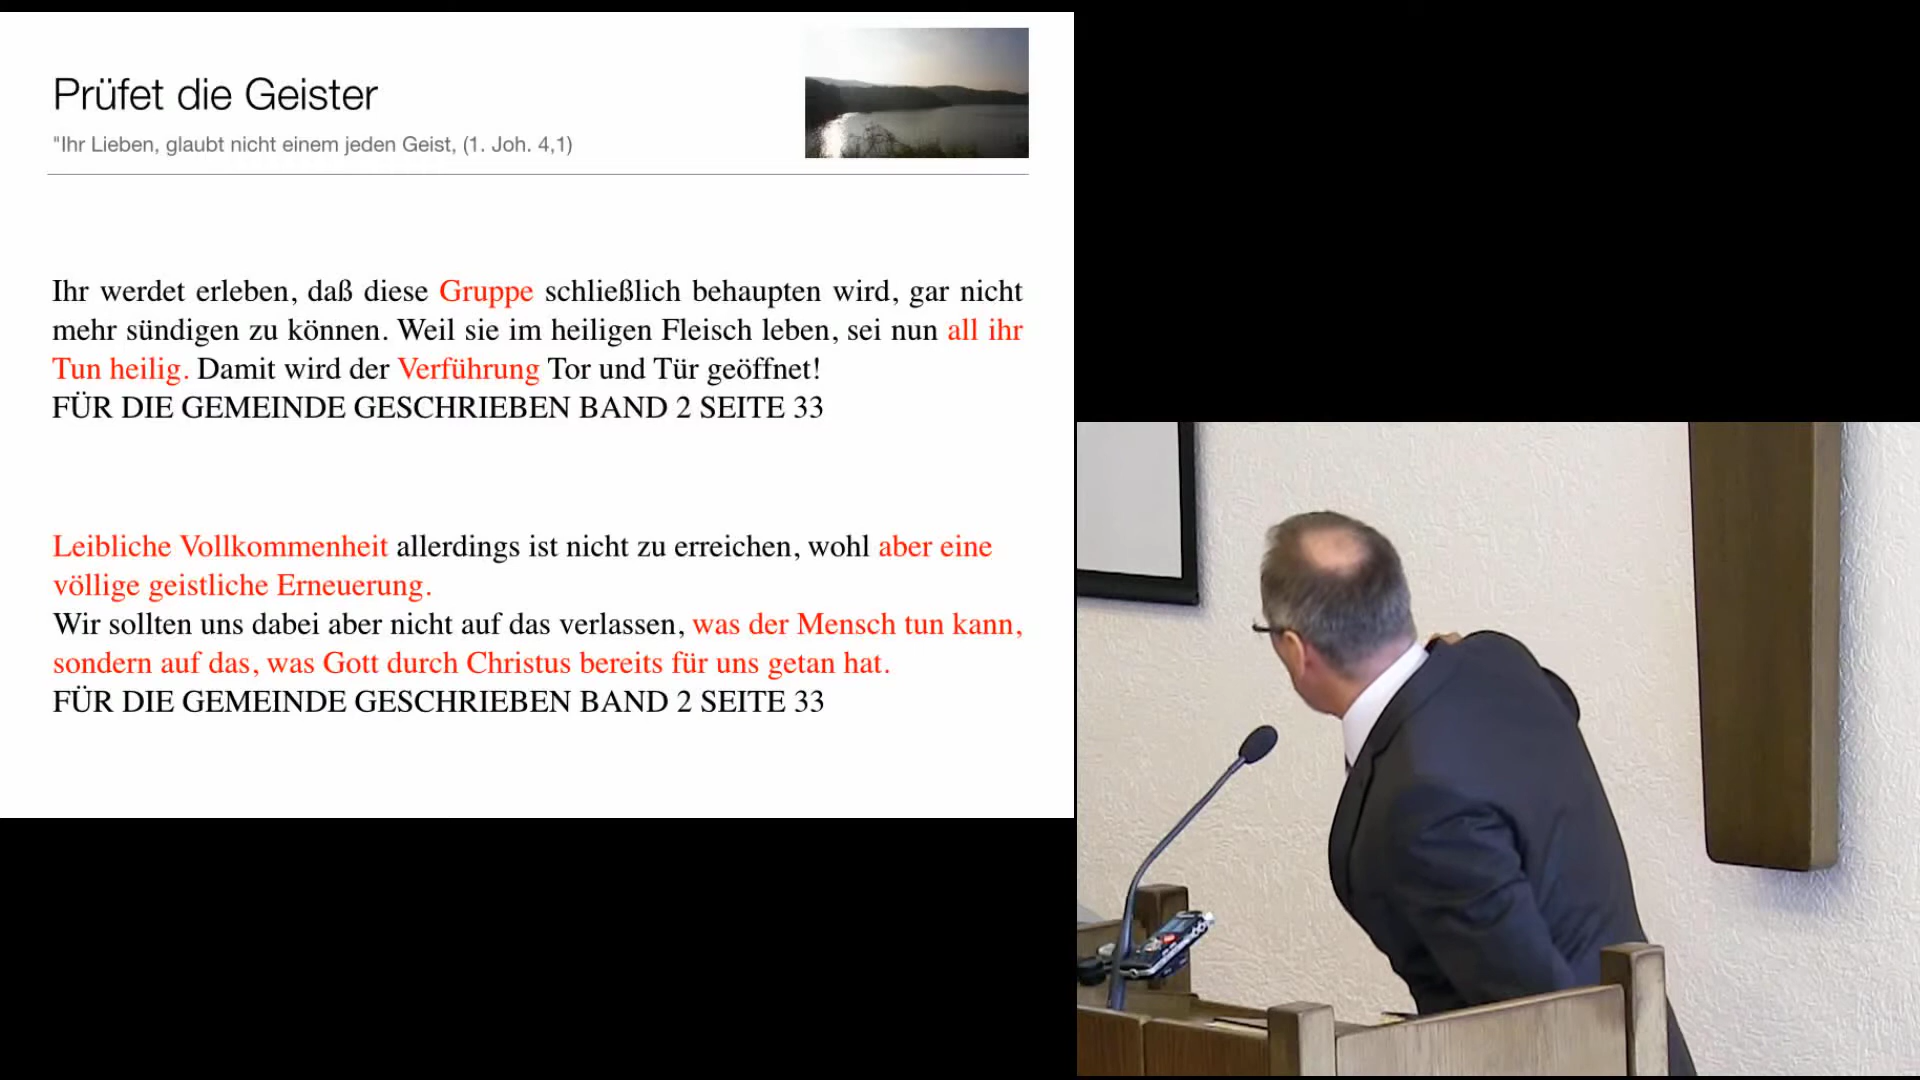 Prüfet die Geister
"Ihr Lieben, glaubt nicht einem jeden Geist, (1. Joh. 4,1)
Ihr werdet erleben, daß diese Gruppe schließlich behaupten wird, gar nicht
mehr sündigen zu können. Weil sie im heiligen Fleisch leben, sei nun all ihr
Tun heilig. Damit wird der Verführung Tor und Tür geöffnet!
FÜR DIE GEMEINDE GESCHRIEBEN BAND 2 SEITE 33
Leibliche Vollkommenheit allerdings ist nicht zu erreichen, wohl aber eine
völlige geistliche Erneuerung.
Wir sollten uns dabei aber nicht auf das verlassen, was der Mensch tun kann,
sondern auf das, was Gott durch Christus bereits für uns getan hat.
FÜR DIE GEMEINDE GESCHRIEBEN BAND 2 SEITE 33